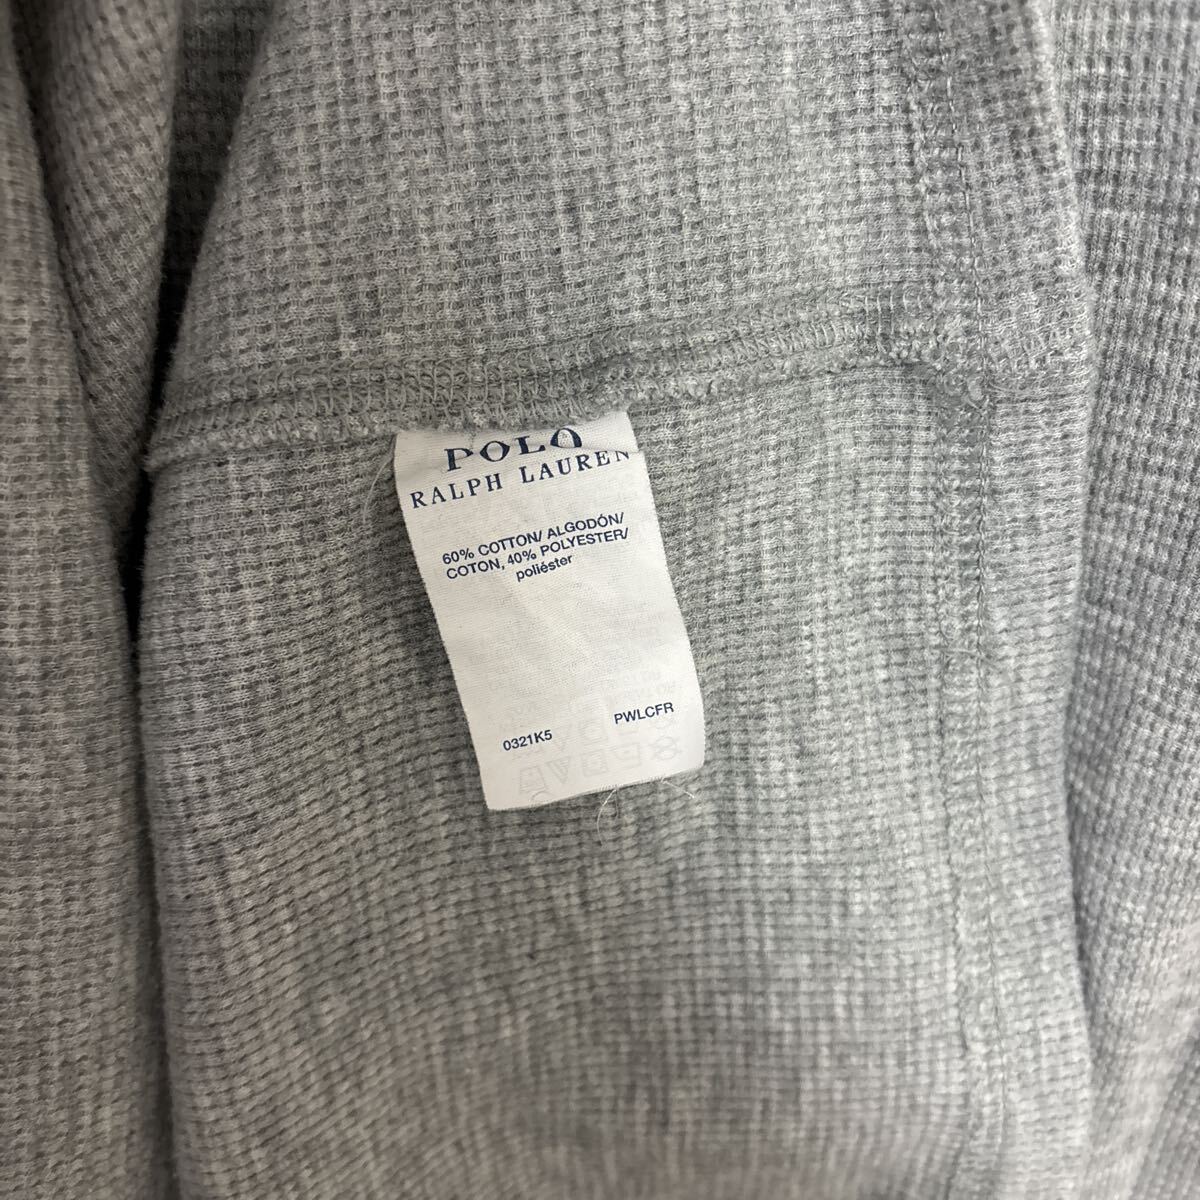 POLO
RALPH LAUREN
60% COTTON/ ALGODÓN/
COTON, 40% POLYESTER/
poliéster
0321K5
PWLCFR